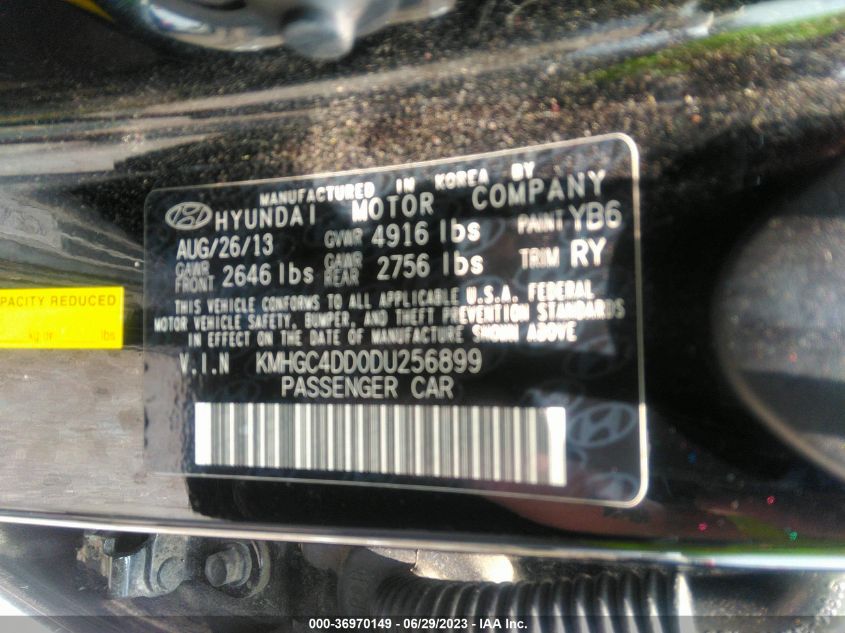 MANUFACTURED IN KOREA BY
HYUNDAI MOTOR COMPANY
AUG/26/13 GVWR 4916 lbs PAINT YB6
GAWR FRONT 2646 lbs GAWR REAR 2756 lbs TRIM RY
THIS VEHICLE CONFORMS TO ALL APPLICABLE U.S.A. FEDERAL
MOTOR VEHICLE SAFETY, BUMPER, AND THEFT PREVENTION STANDARDS
IN EFFECT ON THE DATE OF MANUFACTURE SHOWN ABOVE
V.I.N KMHGC4DD0DU256899
PASSENGER CAR
PACITY REDUCED
kg or lbs
000-36970149 - 06/29/2023 - IAA Inc.